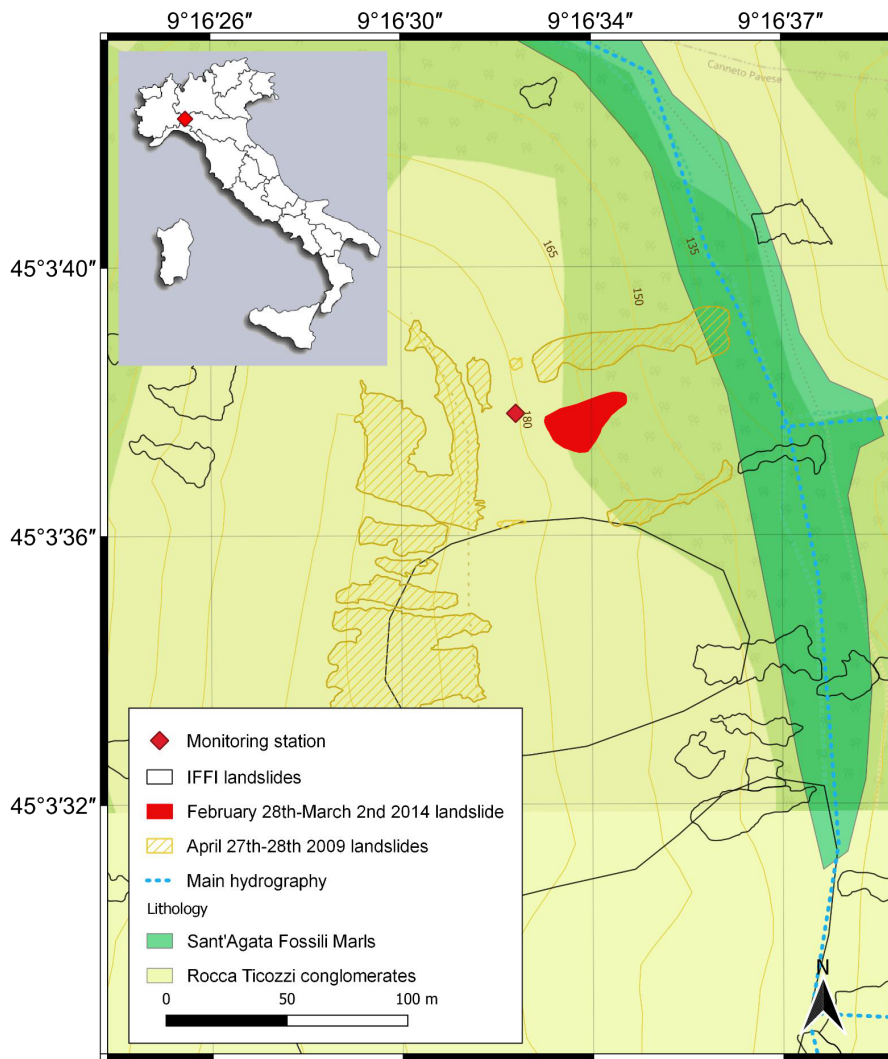 9°16′26″ 9°16′30″ 9°16′34″ 9°16′37″
Canneto Pavese
45°3′40″
165
135
150
180
45°3′36″
45°3′32″
Monitoring station
IFFI landslides
February 28th-March 2nd 2014 landslide
April 27th-28th 2009 landslides
Main hydrography
Lithology
Sant'Agata Fossili Marls
Rocca Ticozzi conglomerates
0 50 100 m
N